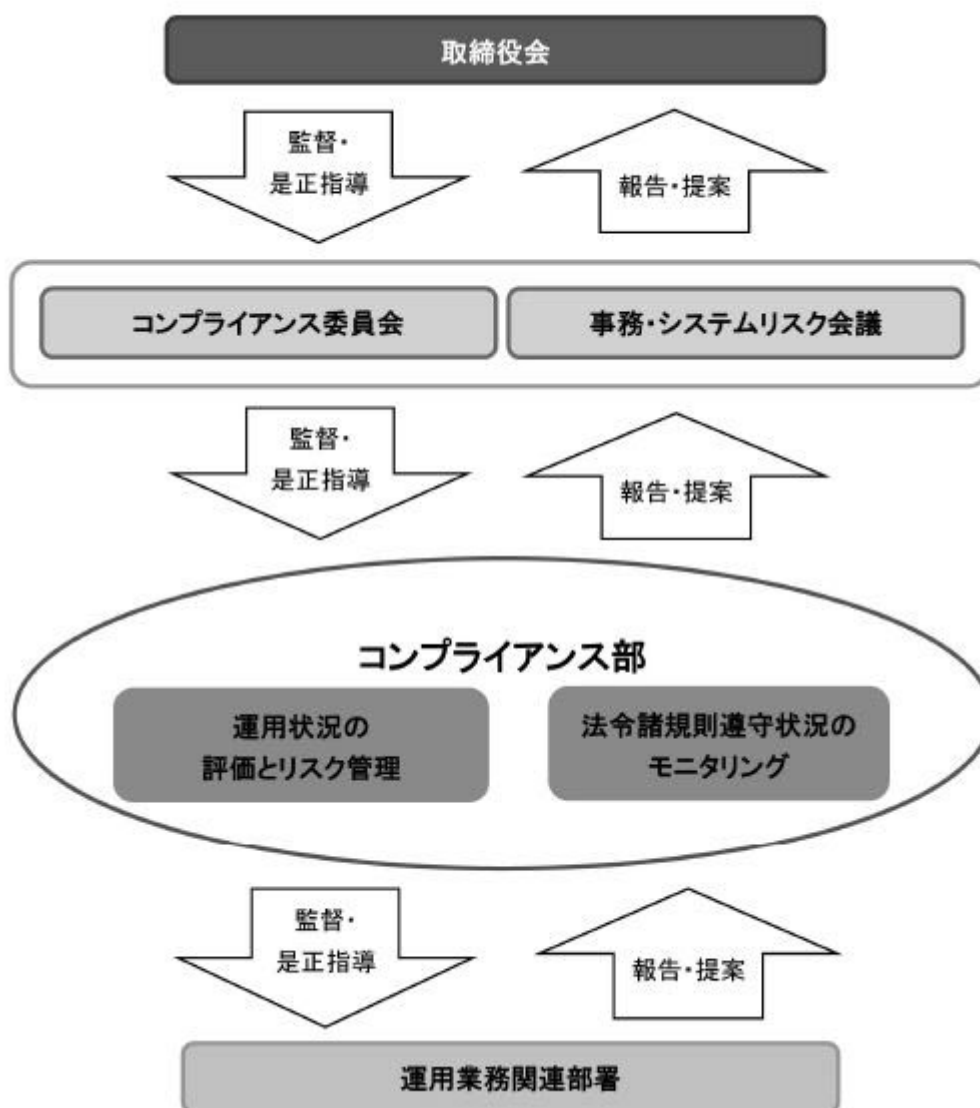 取締役会
監督・
是正指導
報告・提案
コンプライアンス委員会
事務・システムリスク会議
監督・
是正指導
報告・提案
コンプライアンス部
運用状況の
評価とリスク管理
法令諸規則遵守状況の
モニタリング
監督・
是正指導
報告・提案
運用業務関連部署